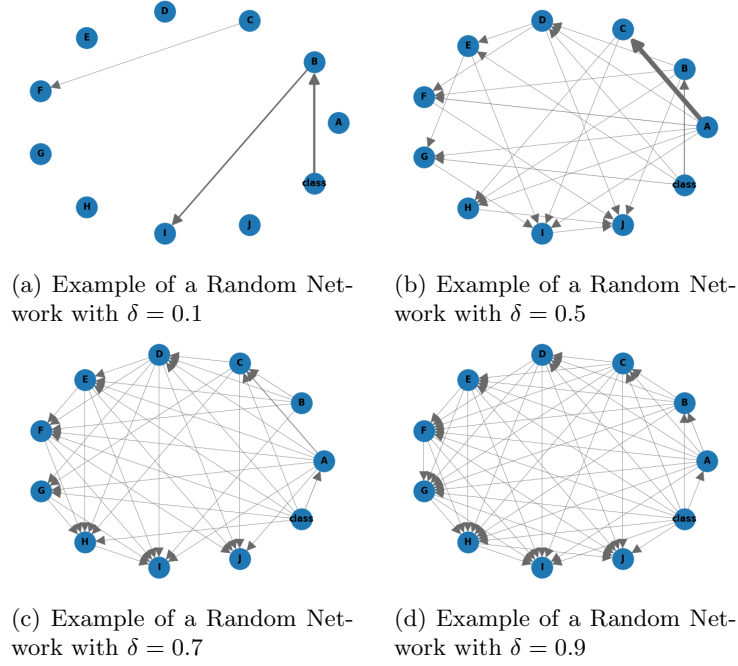 D
C
E
B
F
A
G
class
H
J
I
D
C
E
B
F
A
G
class
H
J
I
(a) Example of a Random Net-
work with δ = 0.1
(b) Example of a Random Net-
work with δ = 0.5
D
C
E
B
F
A
G
class
H
J
I
D
C
E
B
F
A
G
class
H
J
I
(c) Example of a Random Net-
work with δ = 0.7
(d) Example of a Random Net-
work with δ = 0.9